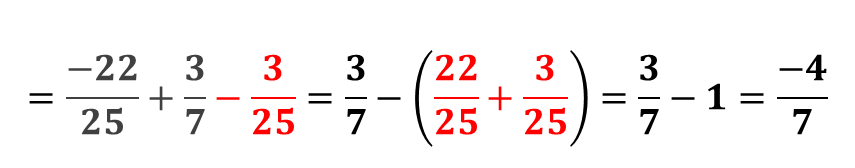 = -22/25 + 3/7 - 3/25 = 3/7 - (22/25 + 3/25) = 3/7 - 1 = -4/7